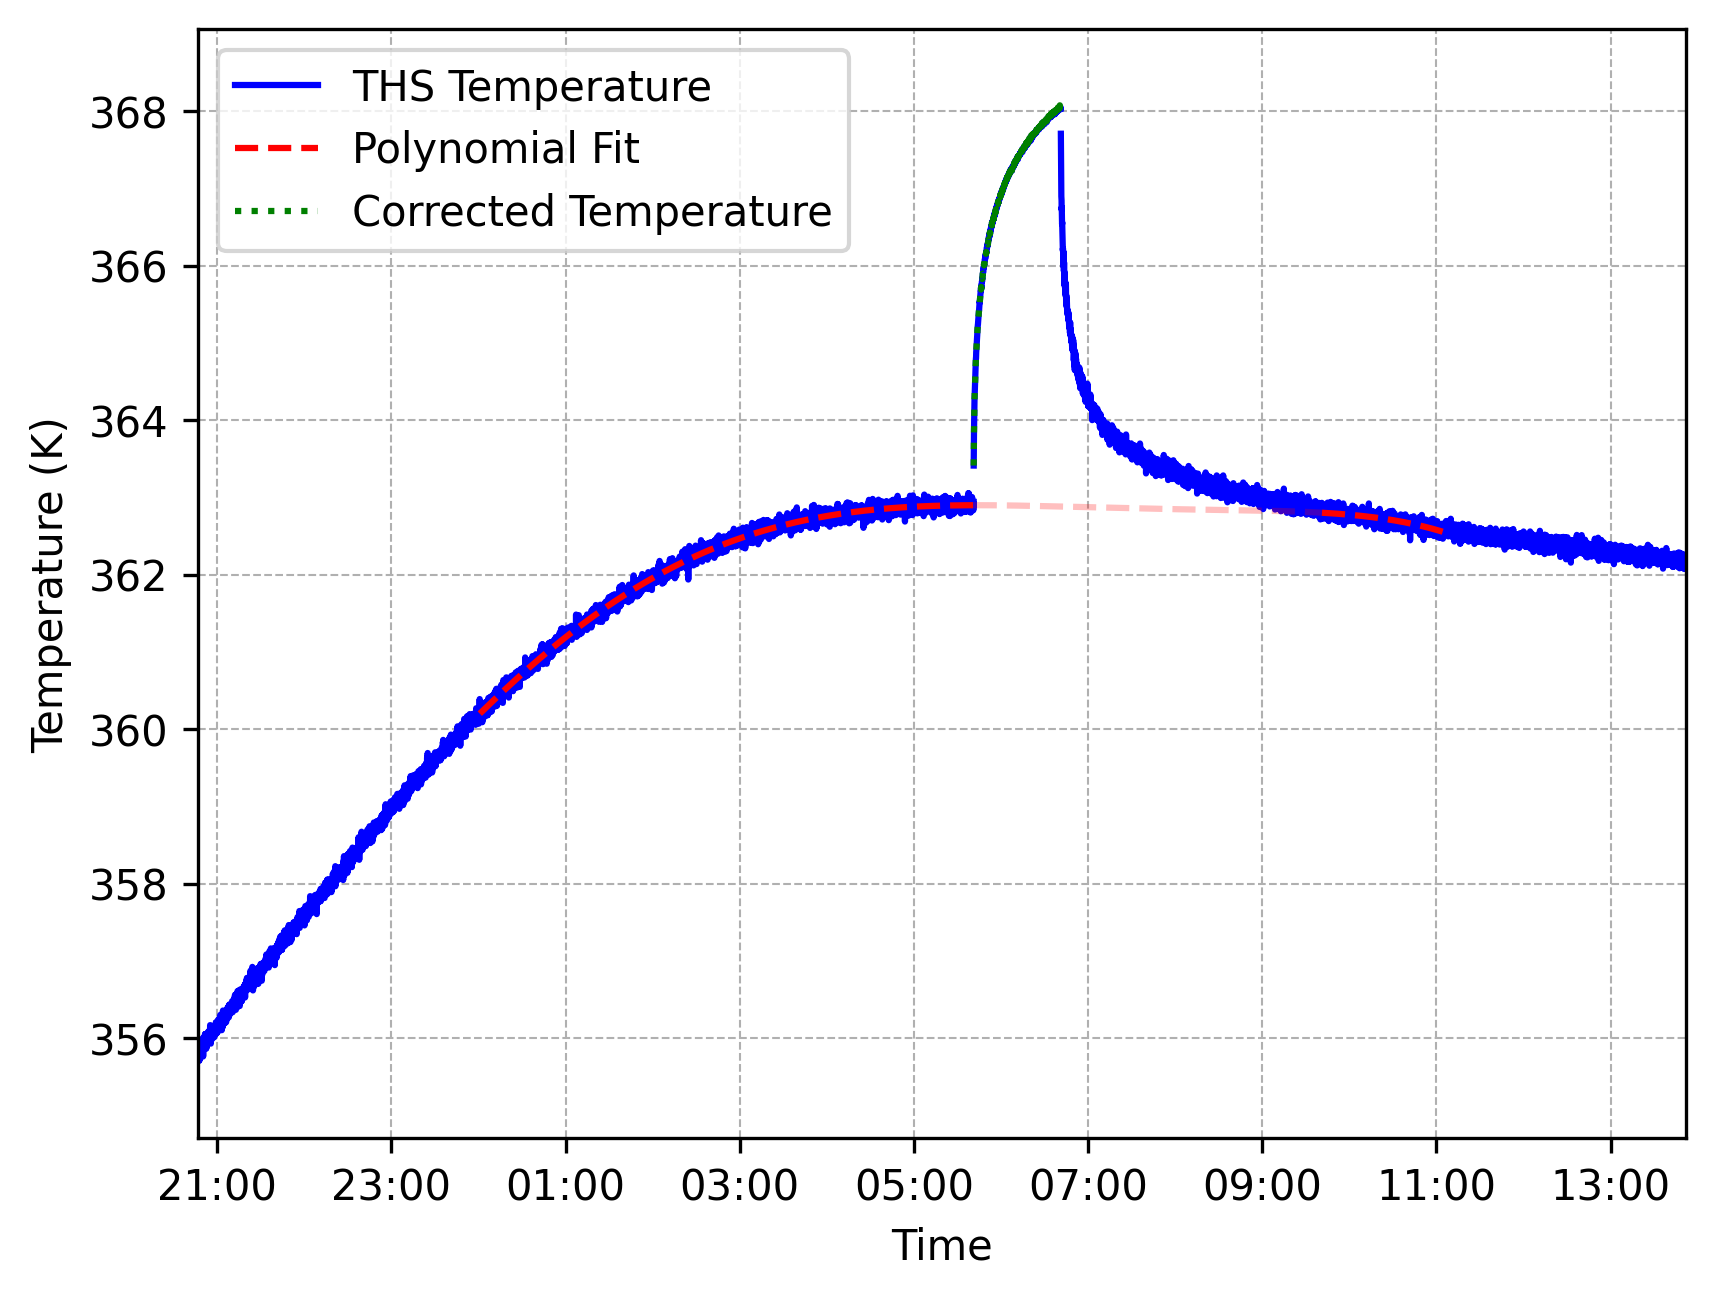 THS Temperature
Polynomial Fit
Corrected Temperature
368
366
364
362
360
358
356
Temperature (K)
21:00 23:00 01:00 03:00 05:00 07:00 09:00 11:00 13:00
Time